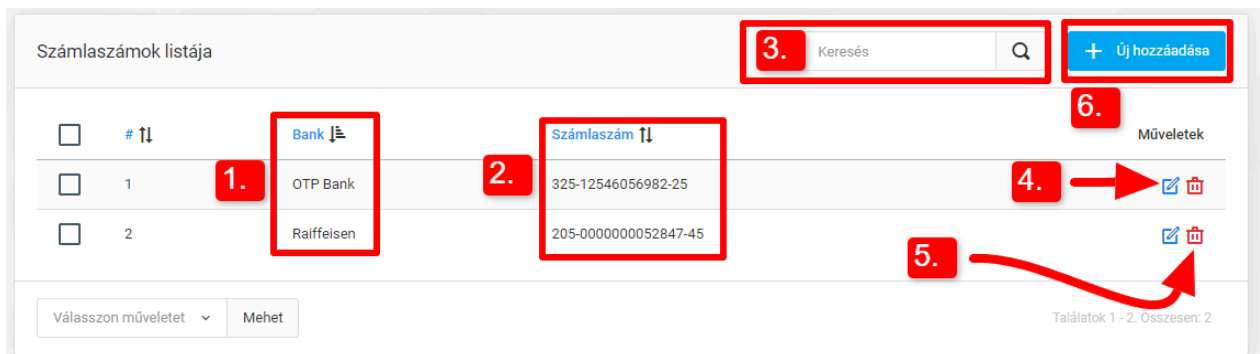 Számlaszámok listája
3.
Keresés
Új hozzáadása
6.
# Bank Számlaszám Műveletek
1.
2.
4.
1 OTP Bank 325-12546056982-25
2 Raiffeisen 205-0000000052847-45
5.
Válasszon műveletet Mehet Találatok 1 - 2. Összesen: 2